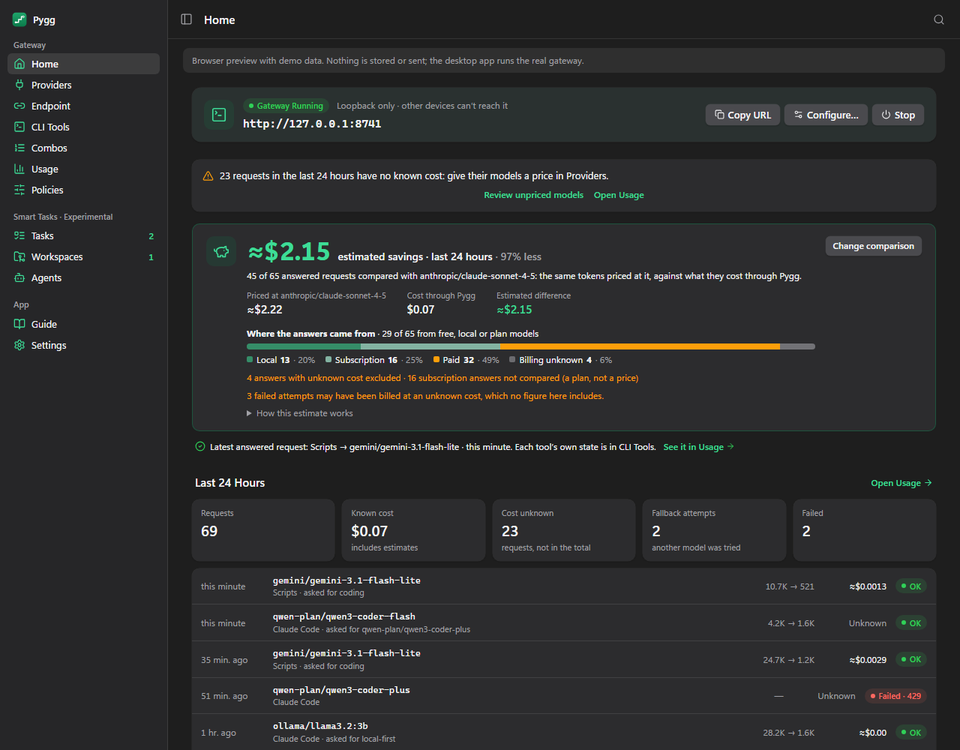 Pygg
Home
Gateway
Home
Providers
Endpoint
CLI Tools
Combos
Usage
Policies
Smart Tasks · Experimental
Tasks 2
Workspaces 1
Agents
App
Guide
Settings
Browser preview with demo data. Nothing is stored or sent; the desktop app runs the real gateway.
Gateway Running Loopback only · other devices can't reach it
http://127.0.0.1:8741
Copy URL Configure... Stop
23 requests in the last 24 hours have no known cost: give their models a price in Providers.
Review unpriced models Open Usage
≈$2.15 estimated savings · last 24 hours · 97% less
Change comparison
45 of 65 answered requests compared with anthropic/claude-sonnet-4-5: the same tokens priced at it, against what they cost through Pygg.
Priced at anthropic/claude-sonnet-4-5 Cost through Pygg Estimated difference
≈$2.22 $0.07 ≈$2.15
Where the answers came from · 29 of 65 from free, local or plan models
Local 13 · 20% Subscription 16 · 25% Paid 32 · 49% Billing unknown 4 · 6%
4 answers with unknown cost excluded · 16 subscription answers not compared (a plan, not a price)
3 failed attempts may have been billed at an unknown cost, which no figure here includes.
How this estimate works
Latest answered request: Scripts → gemini/gemini-3.1-flash-lite · this minute. Each tool's own state is in CLI Tools. See it in Usage →
Last 24 Hours Open Usage →
Requests
69
Known cost
$0.07
includes estimates
Cost unknown
23
requests, not in the total
Fallback attempts
2
another model was tried
Failed
2
this minute gemini/gemini-3.1-flash-lite 10.7K → 521 ≈$0.0013 OK
Scripts · asked for coding
this minute qwen-plan/qwen3-coder-flash 4.2K → 1.6K Unknown OK
Claude Code · asked for qwen-plan/qwen3-coder-plus
35 min. ago gemini/gemini-3.1-flash-lite 24.7K → 1.2K ≈$0.0029 OK
Scripts · asked for coding
51 min. ago qwen-plan/qwen3-coder-plus — Unknown Failed · 429
Claude Code
1 hr. ago ollama/llama3.2:3b 28.2K → 1.6K ≈$0.00 OK
Claude Code · asked for local-first